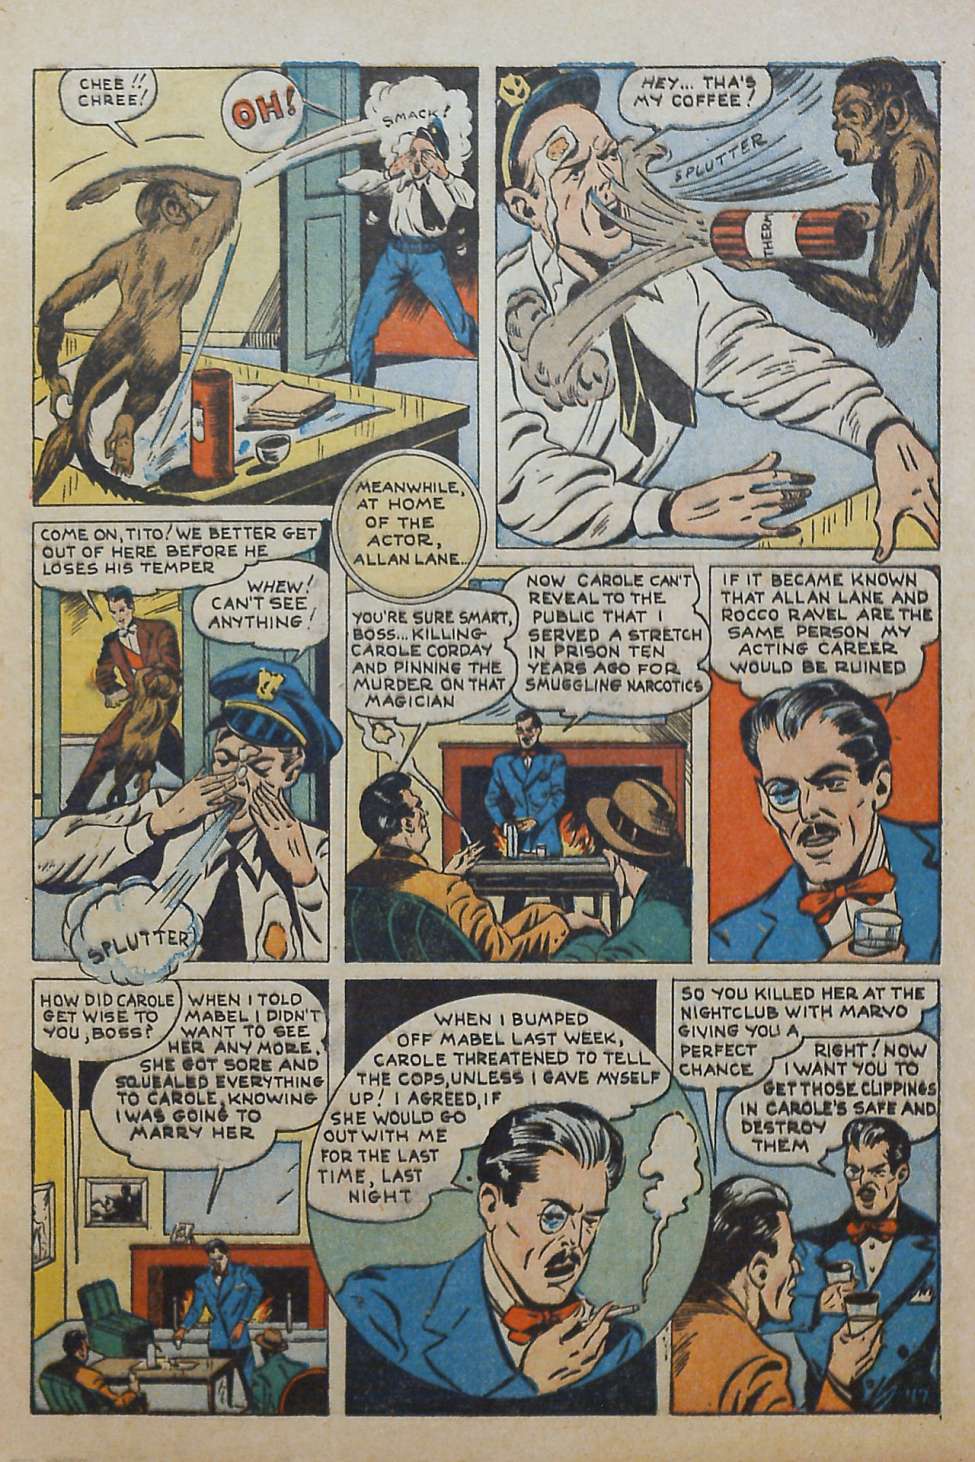 CHEE!!
CHREE!
OH!
SMACK!
HEY... THA'S
MY COFFEE!
SPLUTTER
THERM
MEANWHILE,
AT HOME
OF THE
ACTOR,
ALLAN LANE...
COME ON, TITO! WE BETTER GET
OUT OF HERE BEFORE HE
LOSES HIS TEMPER
WHEW!
CAN'T SEE
ANYTHING!
SPLUTTER
YOU'RE SURE SMART,
BOSS... KILLING
CAROLE CORDAY
AND PINNING THE
MURDER ON THAT
MAGICIAN
NOW CAROLE CAN'T
REVEAL TO THE
PUBLIC THAT I
SERVED A STRETCH
IN PRISON TEN
YEARS AGO FOR
SMUGGLING NARCOTICS
IF IT BECAME KNOWN
THAT ALLAN LANE AND
ROCCO RAVEL ARE THE
SAME PERSON MY
ACTING CAREER
WOULD BE RUINED
HOW DID CAROLE
GET WISE TO
YOU, BOSS?
WHEN I TOLD
MABEL I DIDN'T
WANT TO SEE
HER ANY MORE,
SHE GOT SORE AND
SQUEALED EVERYTHING
TO CAROLE, KNOWING
I WAS GOING TO
MARRY HER
WHEN I BUMPED
OFF MABEL LAST WEEK,
CAROLE THREATENED TO TELL
THE COPS, UNLESS I GAVE MYSELF
UP! I AGREED, IF
SHE WOULD GO
OUT WITH ME
FOR THE LAST
TIME, LAST
NIGHT
SO YOU KILLED HER AT THE
NIGHTCLUB WITH MARVO
GIVING YOU A
PERFECT
CHANCE
RIGHT! NOW
I WANT YOU TO
GET THOSE CLIPPINGS
IN CAROLE'S SAFE AND
DESTROY
THEM